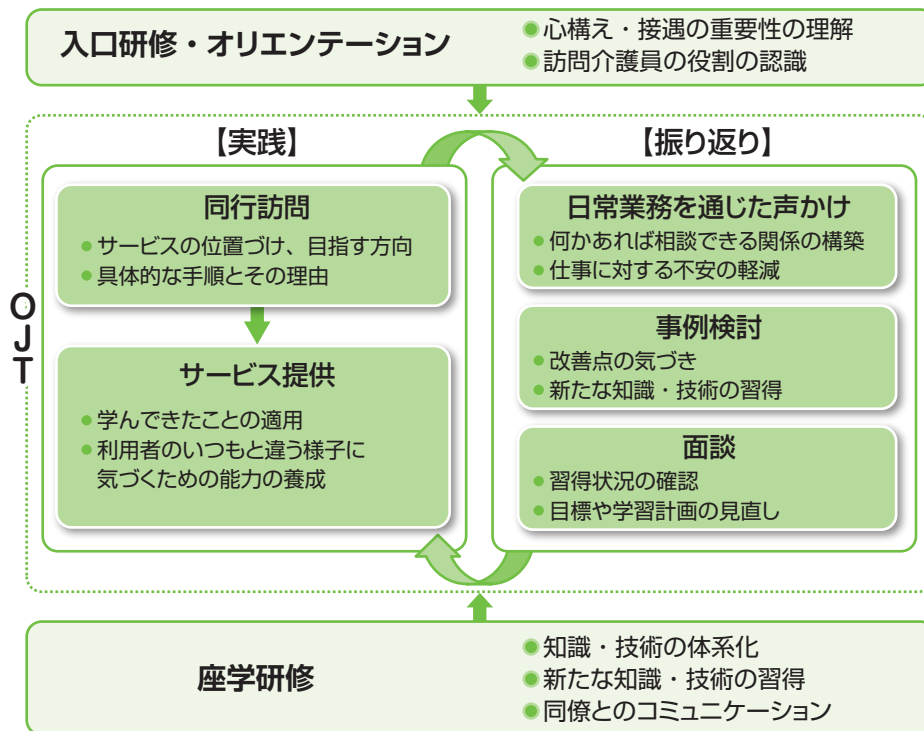 入口研修・オリエンテーション
●心構え・接遇の重要性の理解
●訪問介護員の役割の認識
OJT
【実践】
同行訪問
●サービスの位置づけ、目指す方向
●具体的な手順とその理由
サービス提供
●学んできたことの適用
●利用者のいつもと違う様子に
気づくための能力の養成
【振り返り】
日常業務を通じた声かけ
●何かあれば相談できる関係の構築
●仕事に対する不安の軽減
事例検討
●改善点の気づき
●新たな知識・技術の習得
面談
●習得状況の確認
●目標や学習計画の見直し
座学研修
●知識・技術の体系化
●新たな知識・技術の習得
●同僚とのコミュニケーション